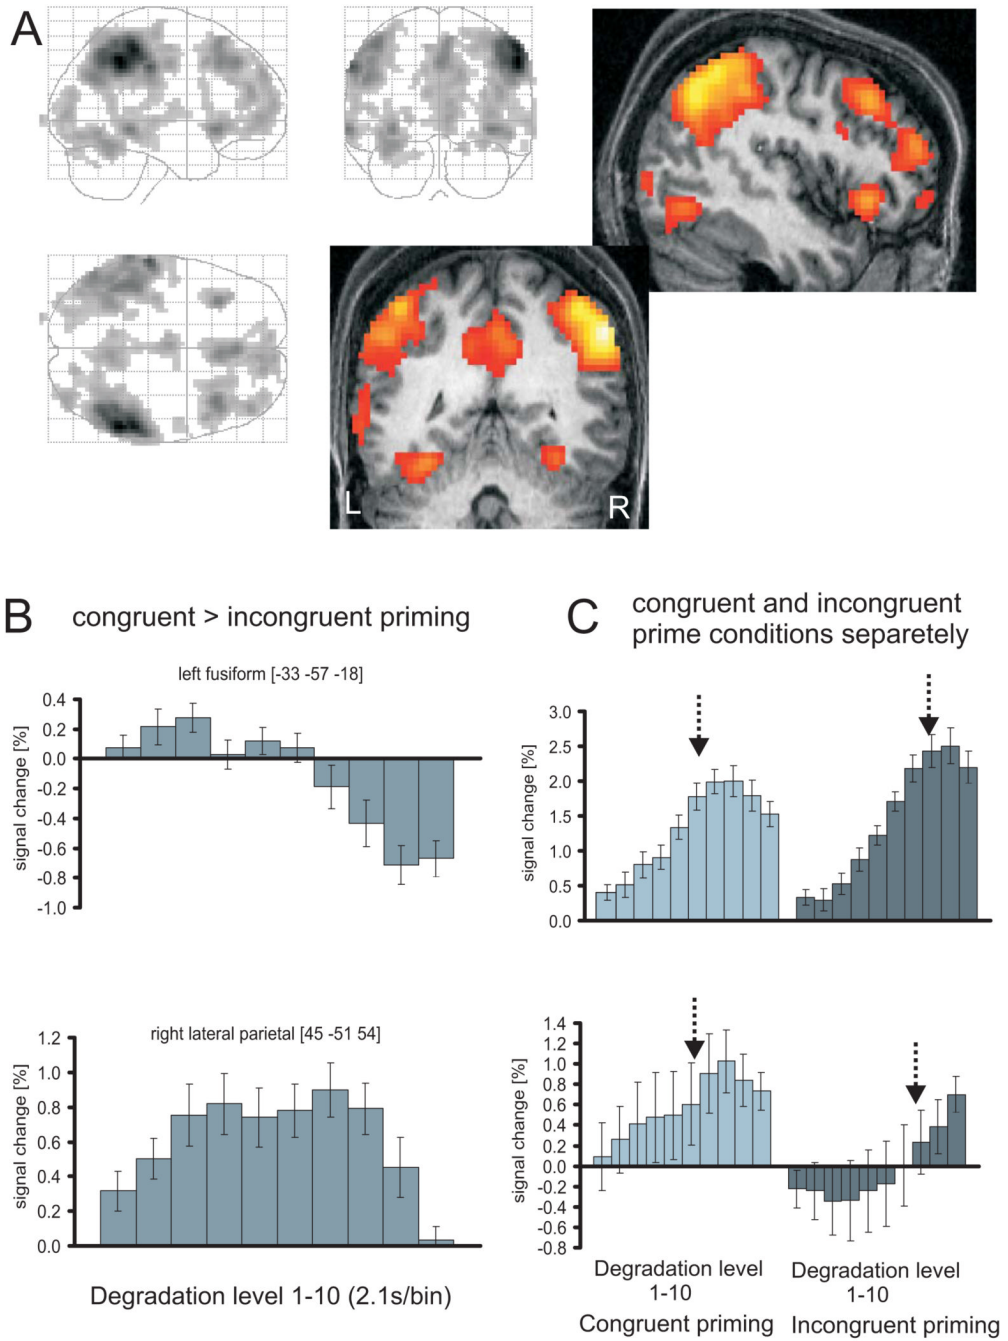 A
L
R
B
congruent > incongruent priming
left fusiform [-33 -57 -18]
signal change [%]
0.4
0.2
0.0
-0.2
-0.4
-0.6
-0.8
-1.0
right lateral parietal [45 -51 54]
signal change [%]
1.2
1.0
0.8
0.6
0.4
0.2
0.0
Degradation level 1-10 (2.1s/bin)
C
congruent and incongruent
prime conditions separetely
signal change [%]
3.0
2.5
2.0
1.5
1.0
0.5
0.0
signal change [%]
1.4
1.2
1.0
0.8
0.6
0.4
0.2
0.0
-0.2
-0.4
-0.6
-0.8
Degradation level
1-10
Congruent priming
Degradation level
1-10
Incongruent priming